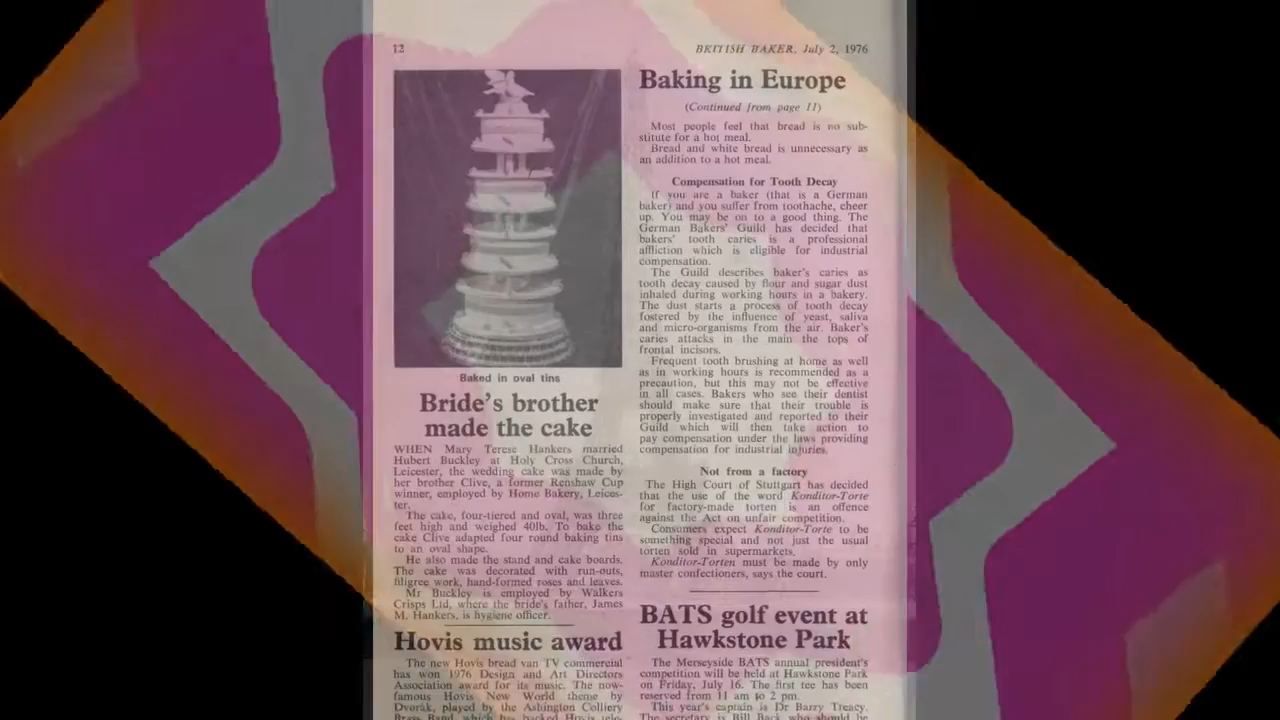 12
BRITISH BAKER, July 2, 1976
Baked in oval tins
Bride's brother
made the cake
WHEN Mary Terese Hankers married
Hubert Buckley at Holy Cross Church,
Leicester, the wedding cake was made by
her brother Clive, a former Renshaw Cup
winner, employed by Home Bakery, Leices-
ter.
The cake, four-tiered and oval, was three
feet high and weighed 40lb. To bake the
cake Clive adapted four round baking tins
to an oval shape.
He also made the stand and cake boards.
The cake was decorated with run-outs,
filigree work, hand-formed roses and leaves.
Mr Buckley is employed by Walkers
Crisps Ltd, where the bride's father, James
M. Hankers, is hygiene officer.
Hovis music award
The new Hovis bread van TV commercial
has won 1976 Design and Art Directors
Association award for its music. The now-
famous Hovis New World theme by
Dvorák, played by the Ashington Colliery
Brass Band, which has backed Hovis tele-
Baking in Europe
(Continued from page 11)
Most people feel that bread is no sub-
stitute for a hot meal.
Bread and white bread is unnecessary as
an addition to a hot meal.
Compensation for Tooth Decay
If you are a baker (that is a German
baker) and you suffer from toothache, cheer
up. You may be on to a good thing. The
German Bakers' Guild has decided that
bakers' tooth caries is a professional
affliction which is eligible for industrial
compensation.
The Guild describes baker's caries as
tooth decay caused by flour and sugar dust
inhaled during working hours in a bakery.
The dust starts a process of tooth decay
fostered by the influence of yeast, saliva
and micro-organisms from the air. Baker's
caries attacks in the main the tops of
frontal incisors.
Frequent tooth brushing at home as well
as in working hours is recommended as a
precaution, but this may not be effective
in all cases. Bakers who see their dentist
should make sure that their trouble is
properly investigated and reported to their
Guild which will then take action to
pay compensation under the laws providing
compensation for industrial injuries.
Not from a factory
The High Court of Stuttgart has decided
that the use of the word Konditor-Torte
for factory-made torten is an offence
against the Act on unfair competition.
Consumers expect Konditor-Torte to be
something special and not just the usual
torten sold in supermarkets.
Konditor-Torten must be made by only
master confectioners, says the court.
BATS golf event at
Hawkstone Park
The Merseyside BATS annual president's
competition will be held at Hawkstone Park
on Friday, July 16. The first tee has been
reserved from 11 am to 2 pm.
This year's captain is Dr Barry Treacy.
The secretary is Bill Back who should be